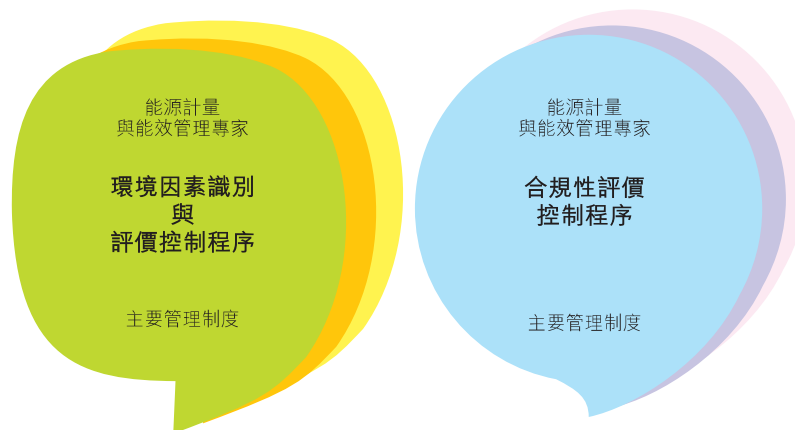 能源計量
與能效管理專家
環境因素識別
與
評價控制程序
主要管理制度
能源計量
與能效管理專家
合規性評價
控制程序
主要管理制度